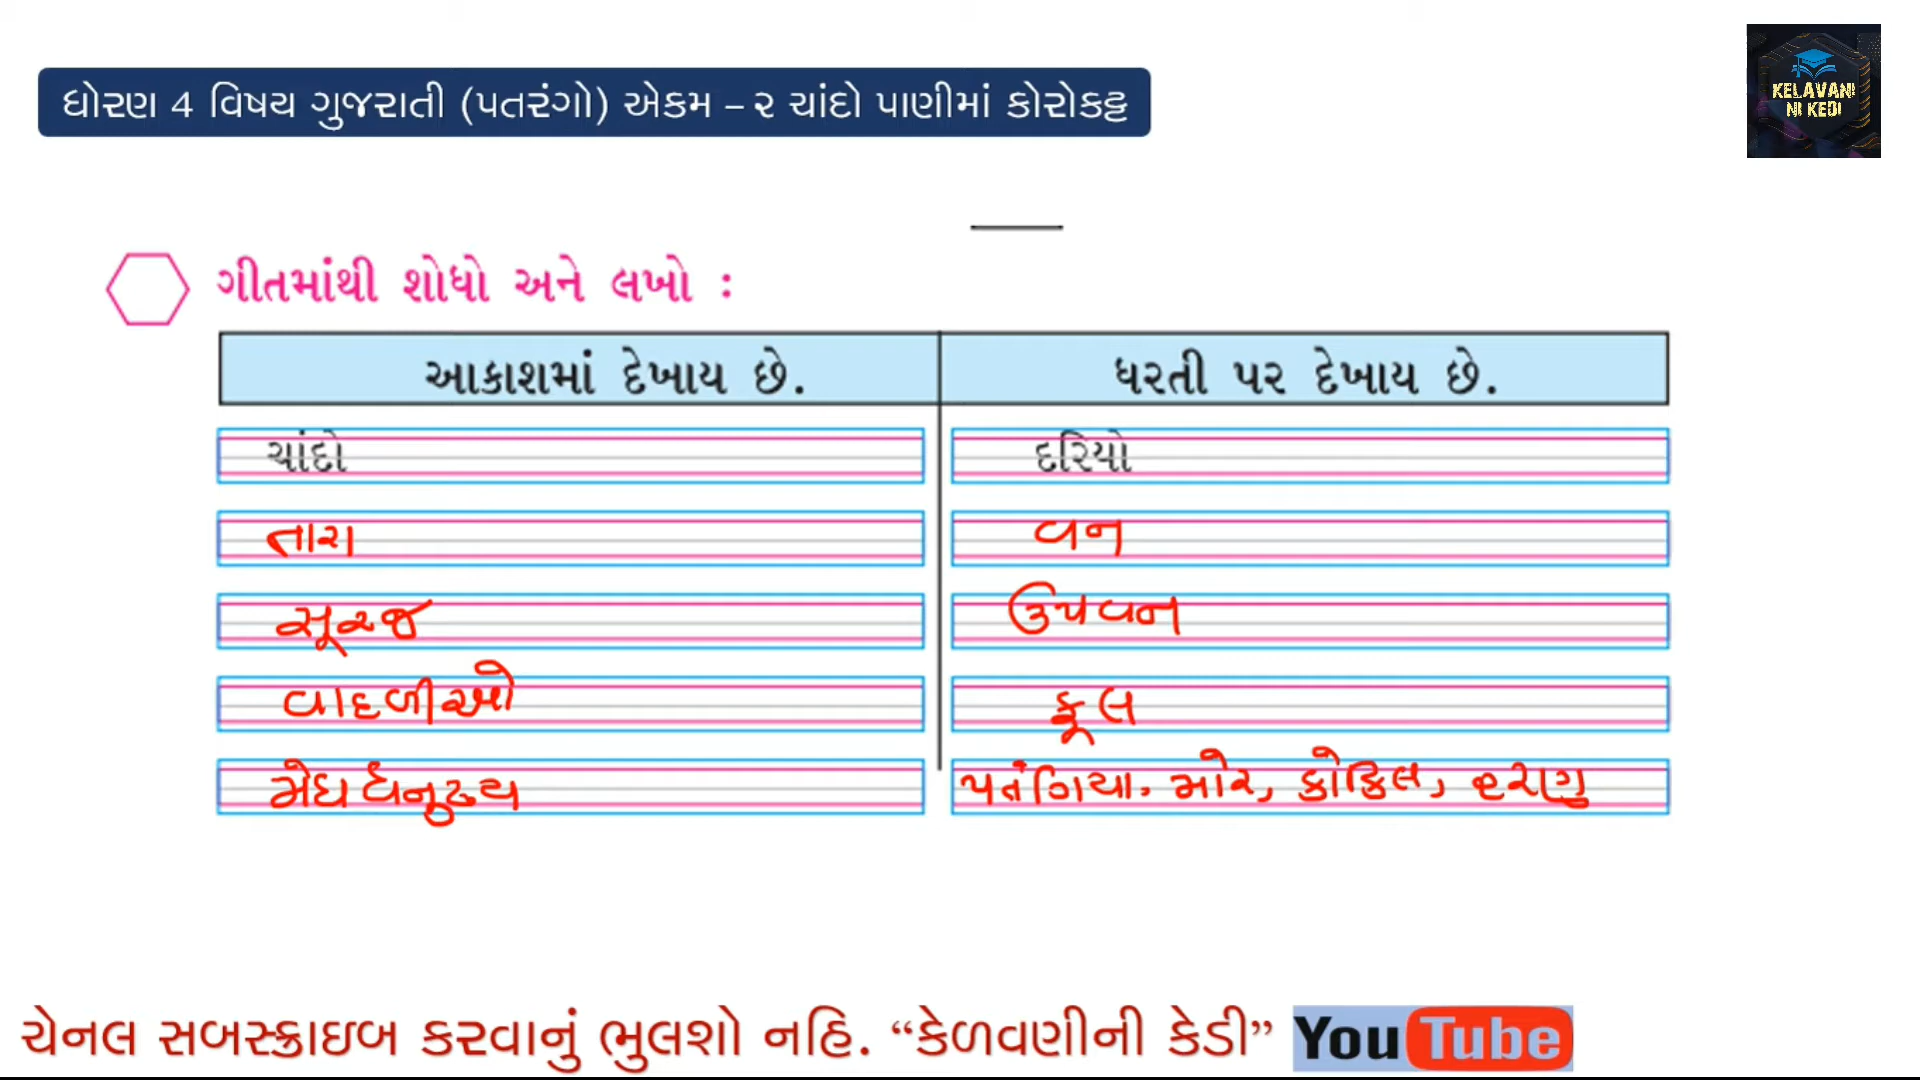 ધોરણ 4 વિષય ગુજરાતી (પતરંગો) એકમ – ૨ ચાંદો પાણીમાં કોરોકટ્ટ
KELAVANI
NI KEDI
ગીતમાંથી શોધો અને લખો :
આકાશમાં દેખાય છે. ધરતી પર દેખાય છે.
ચાંદો દરિયો
તારા વન
સૂરજ ઉપવન
વાદળીઓ ફૂલ
મેઘધનુષ્ય પતંગિયા. મોર, કોકિલ, હરણુ
ચેનલ સબસ્ક્રાઇબ કરવાનું ભુલશો નહિ. “કેળવણીની કેડી” YouTube